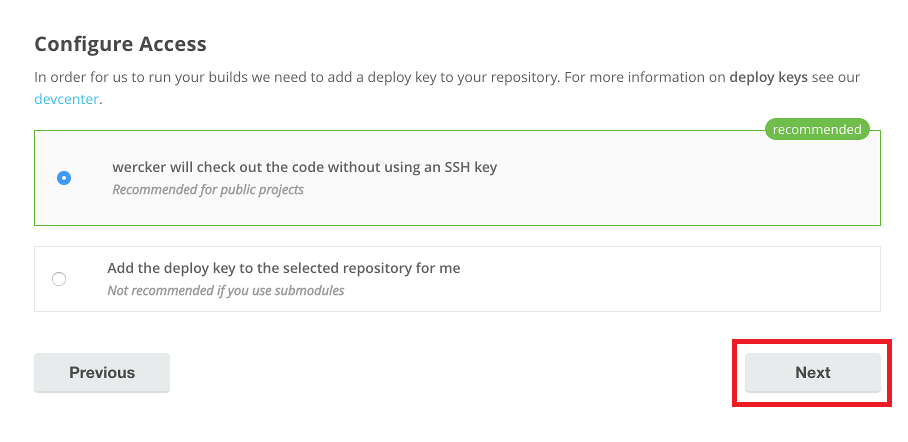 Configure Access
In order for us to run your builds we need to add a deploy key to your repository. For more information on deploy keys see our
devcenter.
recommended
wercker will check out the code without using an SSH key
Recommended for public projects
Add the deploy key to the selected repository for me
Not recommended if you use submodules
Previous
Next